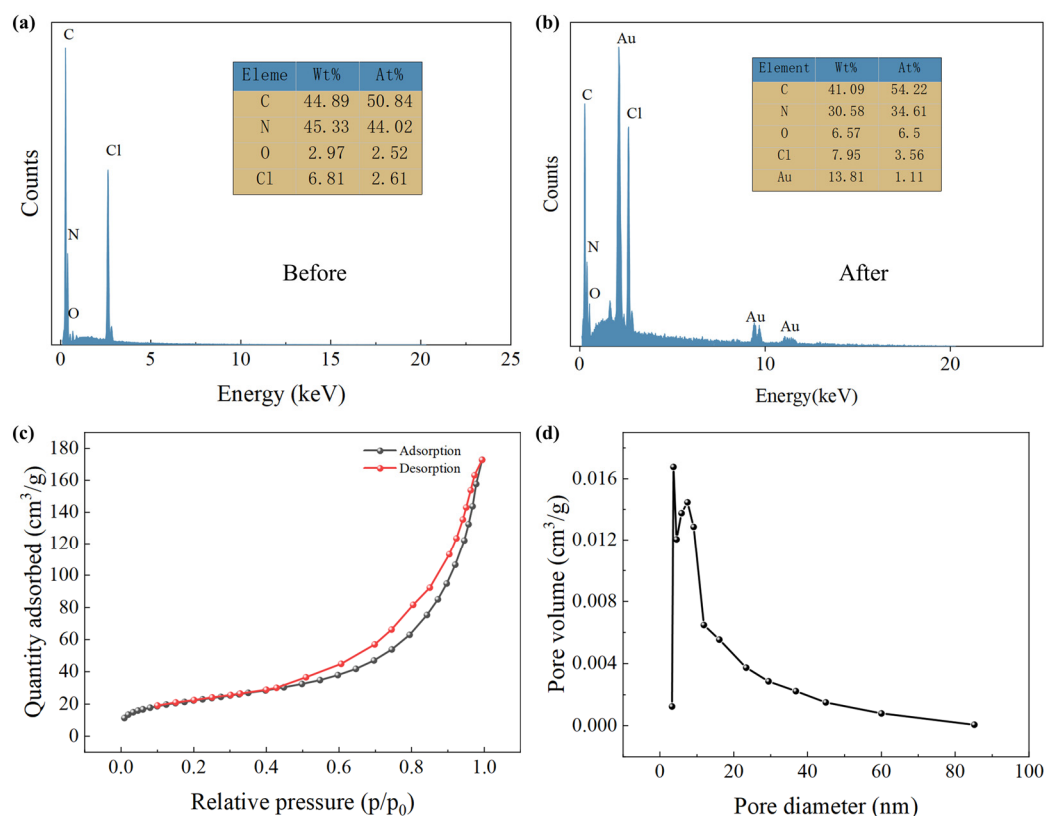 (a)
C
Eleme Wt% At%
C 44.89 50.84
N 45.33 44.02
O 2.97 2.52
Cl 6.81 2.61
Cl
N
O
Before
Counts
0 5 10 15 20 25
Energy (keV)
(b)
Au
C
Cl
Element Wt% At%
C 41.09 54.22
N 30.58 34.61
O 6.57 6.5
Cl 7.95 3.56
Au 13.81 1.11
N
O
After
Au
Au
Counts
0 10 20
Energy(keV)
(c)
Adsorption
Desorption
180
160
140
120
100
80
60
40
20
0
Quantity adsorbed (cm³/g)
0.0 0.2 0.4 0.6 0.8 1.0
Relative pressure (p/p₀)
(d)
0.016
0.012
0.008
0.004
0.000
Pore volume (cm³/g)
0 20 40 60 80 100
Pore diameter (nm)